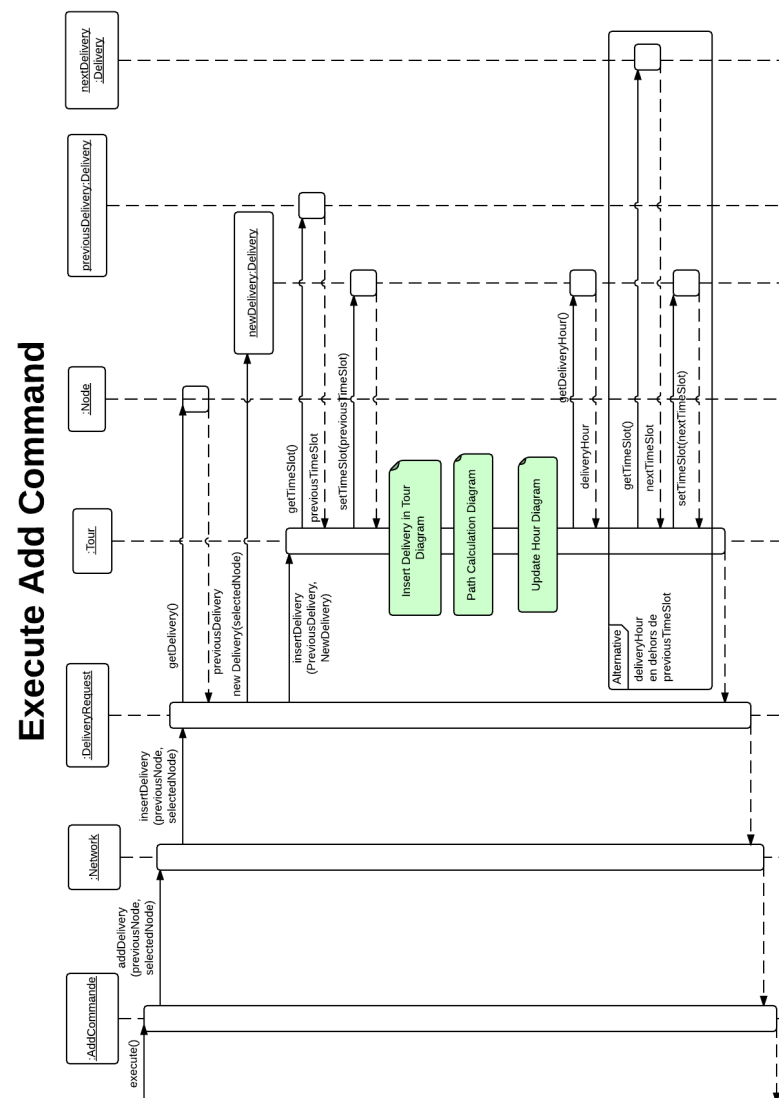 Execute Add Command
:AddCommande
:Network
:DeliveryRequest
:Tour
:Node
previousDelivery:Delivery
nextDelivery
:Delivery
execute()
addDelivery
(previousNode,
selectedNode)
insertDelivery
(previousNode,
selectedNode)
getDelivery()
previousDelivery
new Delivery(selectedNode)
newDelivery:Delivery
insertDelivery
(PreviousDelivery,
NewDelivery)
getTimeSlot()
previousTimeSlot
setTimeSlot(previousTimeSlot)
Insert Delivery in Tour
Diagram
Path Calculation Diagram
Update Hour Diagram
getDeliveryHour()
deliveryHour
Alternative
deliveryHour
en dehors de
previousTimeSlot
getTimeSlot()
nextTimeSlot
setTimeSlot(nextTimeSlot)